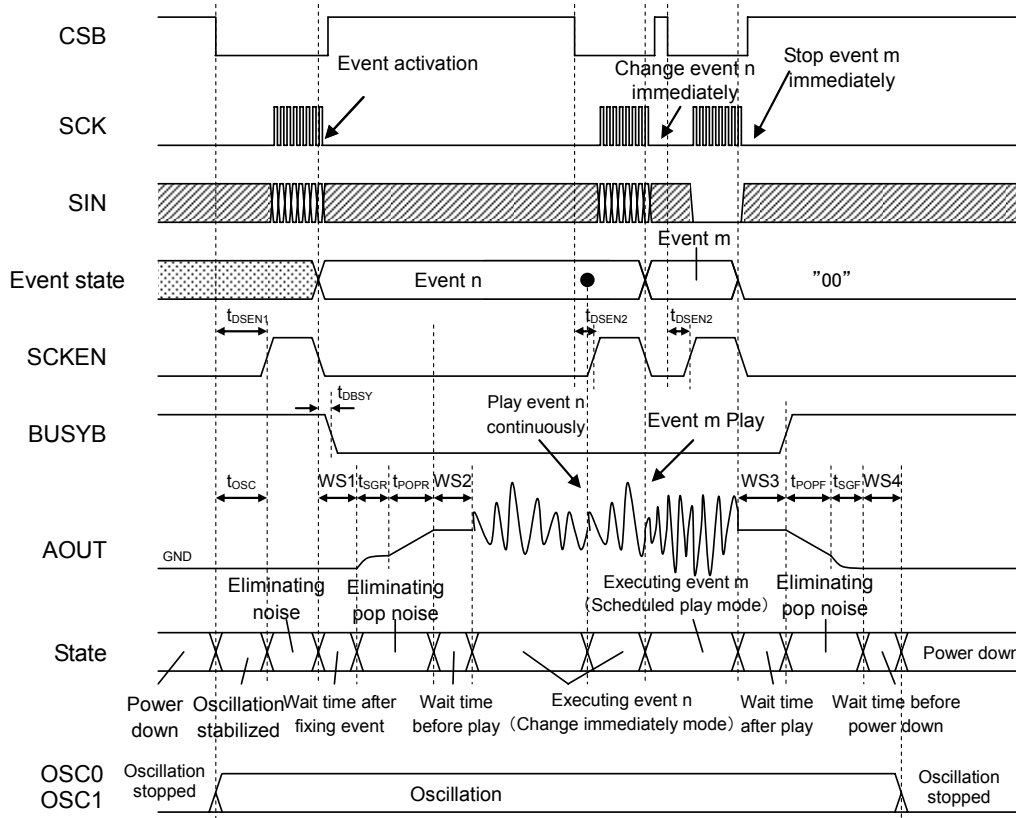 CSB
Event activation
Change event n
immediately
Stop event m
immediately
SCK
SIN
Event m
Event state
Event n
”00”
tDSEN1
tDSEN2
tDSEN2
SCKEN
tDBSY
Play event n
continuously
Event m Play
BUSYB
tOSC
WS1
tSGR
tPOPR
WS2
WS3
tPOPF
tSGF
WS4
AOUT
GND
Eliminating
noise
Eliminating
pop noise
Executing event m
(Scheduled play mode)
Eliminating
pop noise
State
Power down
Power
down
Oscillation
stabilized
Wait time after
fixing event
Wait time
before play
Executing event n
(Change immediately mode)
Wait time
after play
Wait time before
power down
OSC0
OSC1
Oscillation
stopped
Oscillation
Oscillation
stopped